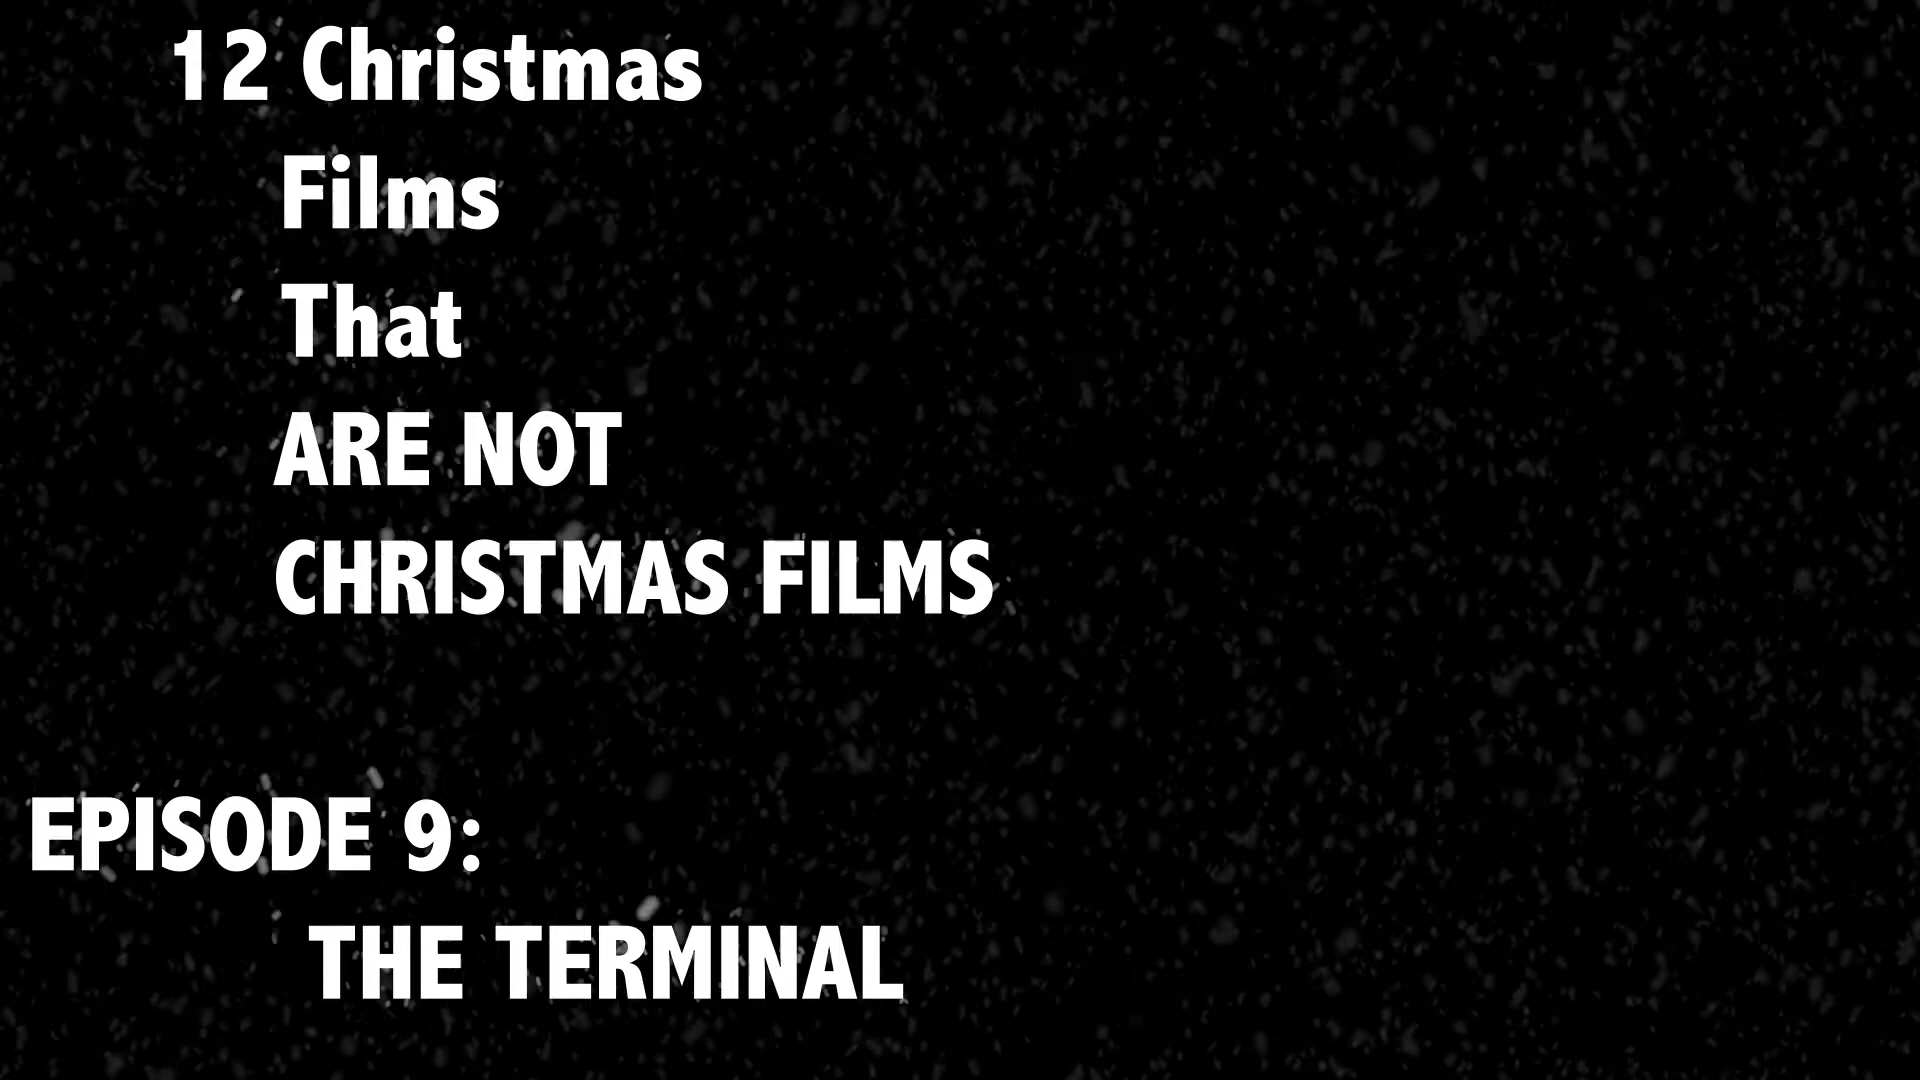 12 Christmas
Films
That
ARE NOT
CHRISTMAS FILMS
EPISODE 9:
THE TERMINAL